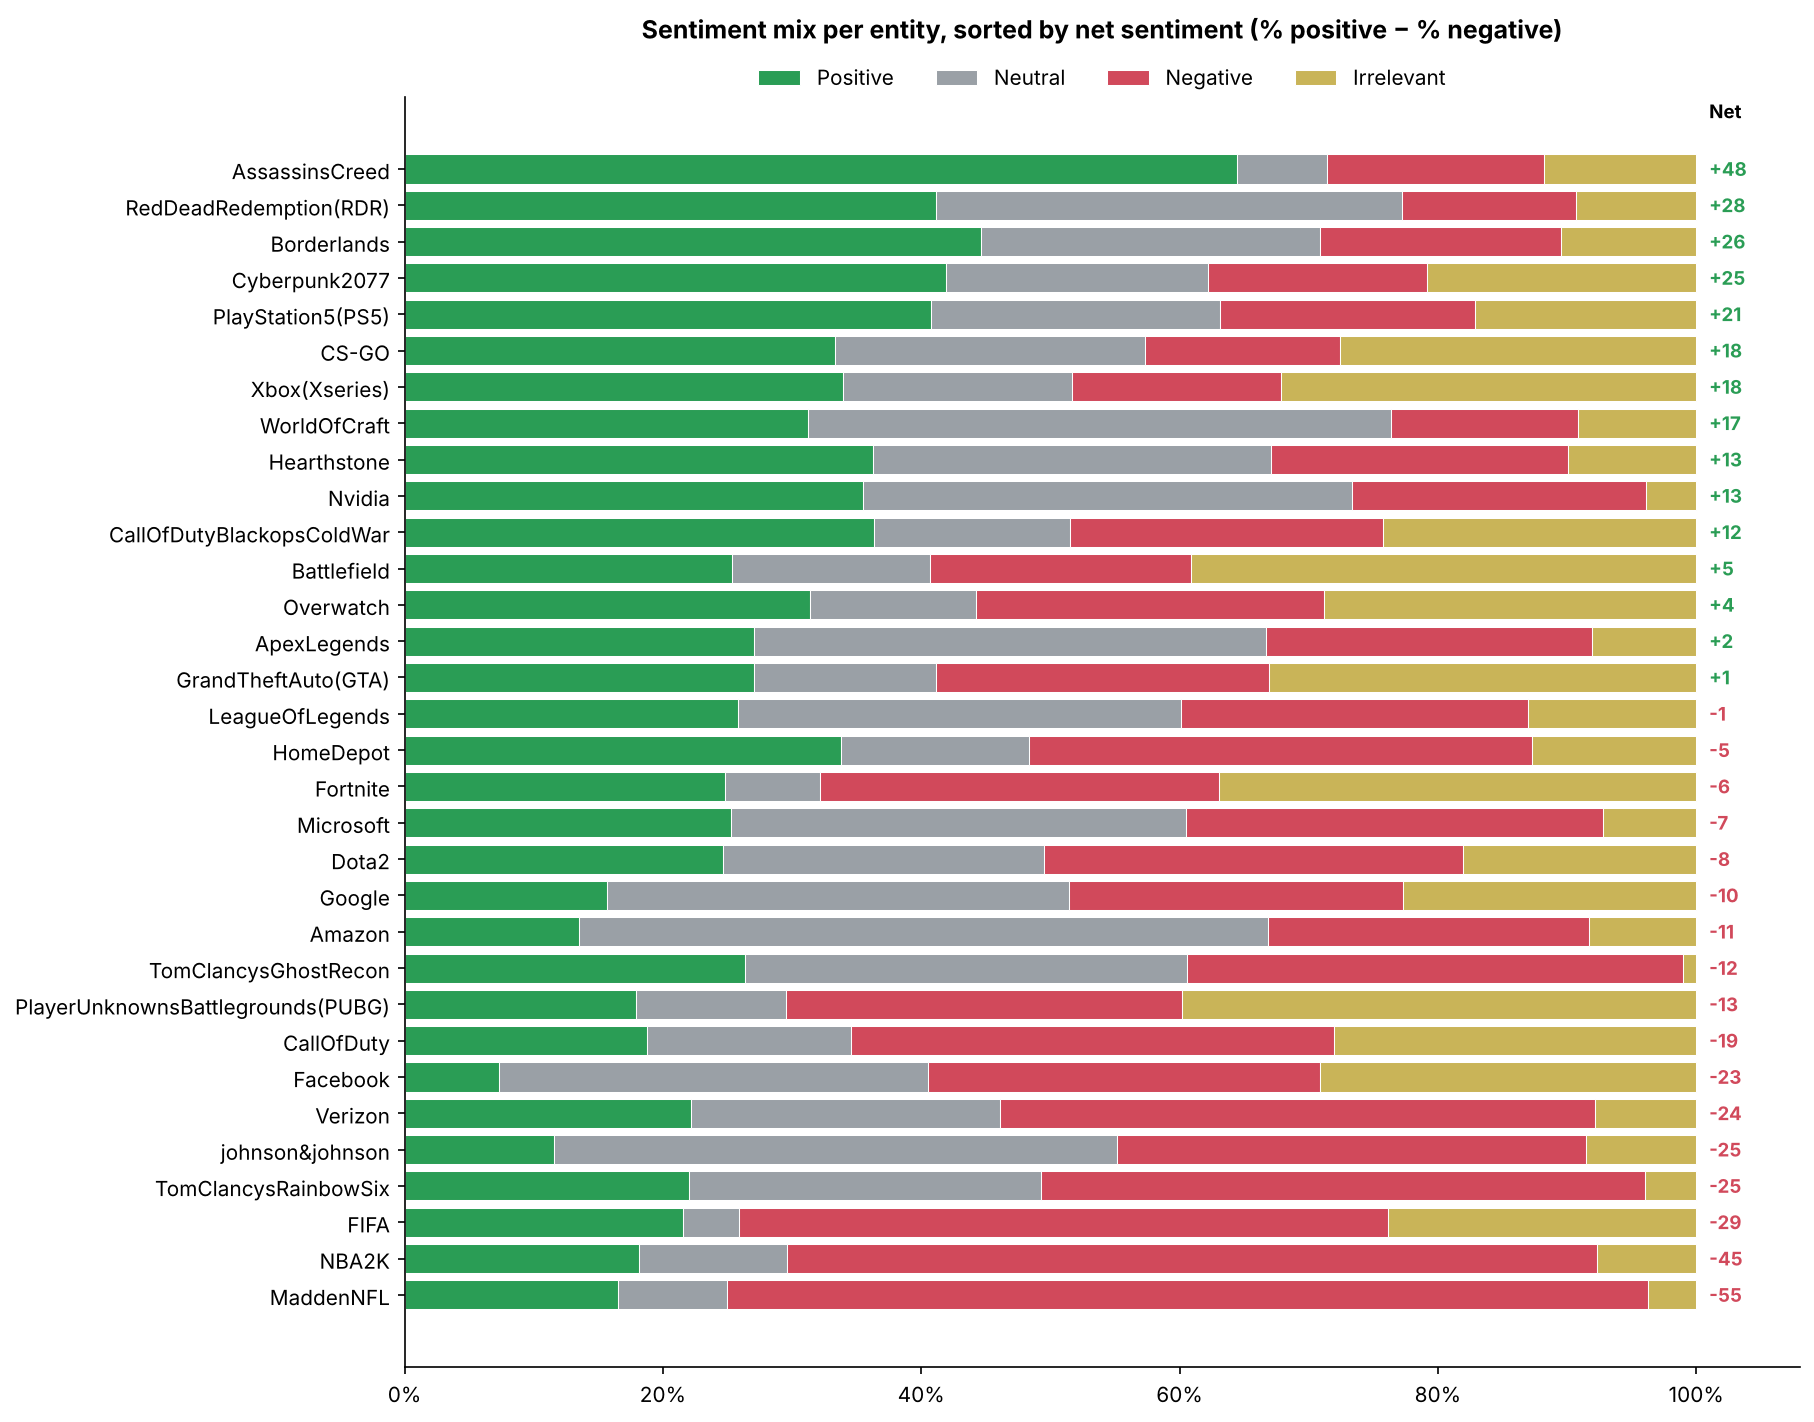 Sentiment mix per entity, sorted by net sentiment (% positive − % negative)
Positive Neutral Negative Irrelevant
Net
AssassinsCreed +48
RedDeadRedemption(RDR) +28
Borderlands +26
Cyberpunk2077 +25
PlayStation5(PS5) +21
CS-GO +18
Xbox(Xseries) +18
WorldOfCraft +17
Hearthstone +13
Nvidia +13
CallOfDutyBlackopsColdWar +12
Battlefield +5
Overwatch +4
ApexLegends +2
GrandTheftAuto(GTA) +1
LeagueOfLegends -1
HomeDepot -5
Fortnite -6
Microsoft -7
Dota2 -8
Google -10
Amazon -11
TomClancysGhostRecon -12
PlayerUnknownsBattlegrounds(PUBG) -13
CallOfDuty -19
Facebook -23
Verizon -24
johnson&johnson -25
TomClancysRainbowSix -25
FIFA -29
NBA2K -45
MaddenNFL -55
0% 20% 40% 60% 80% 100%